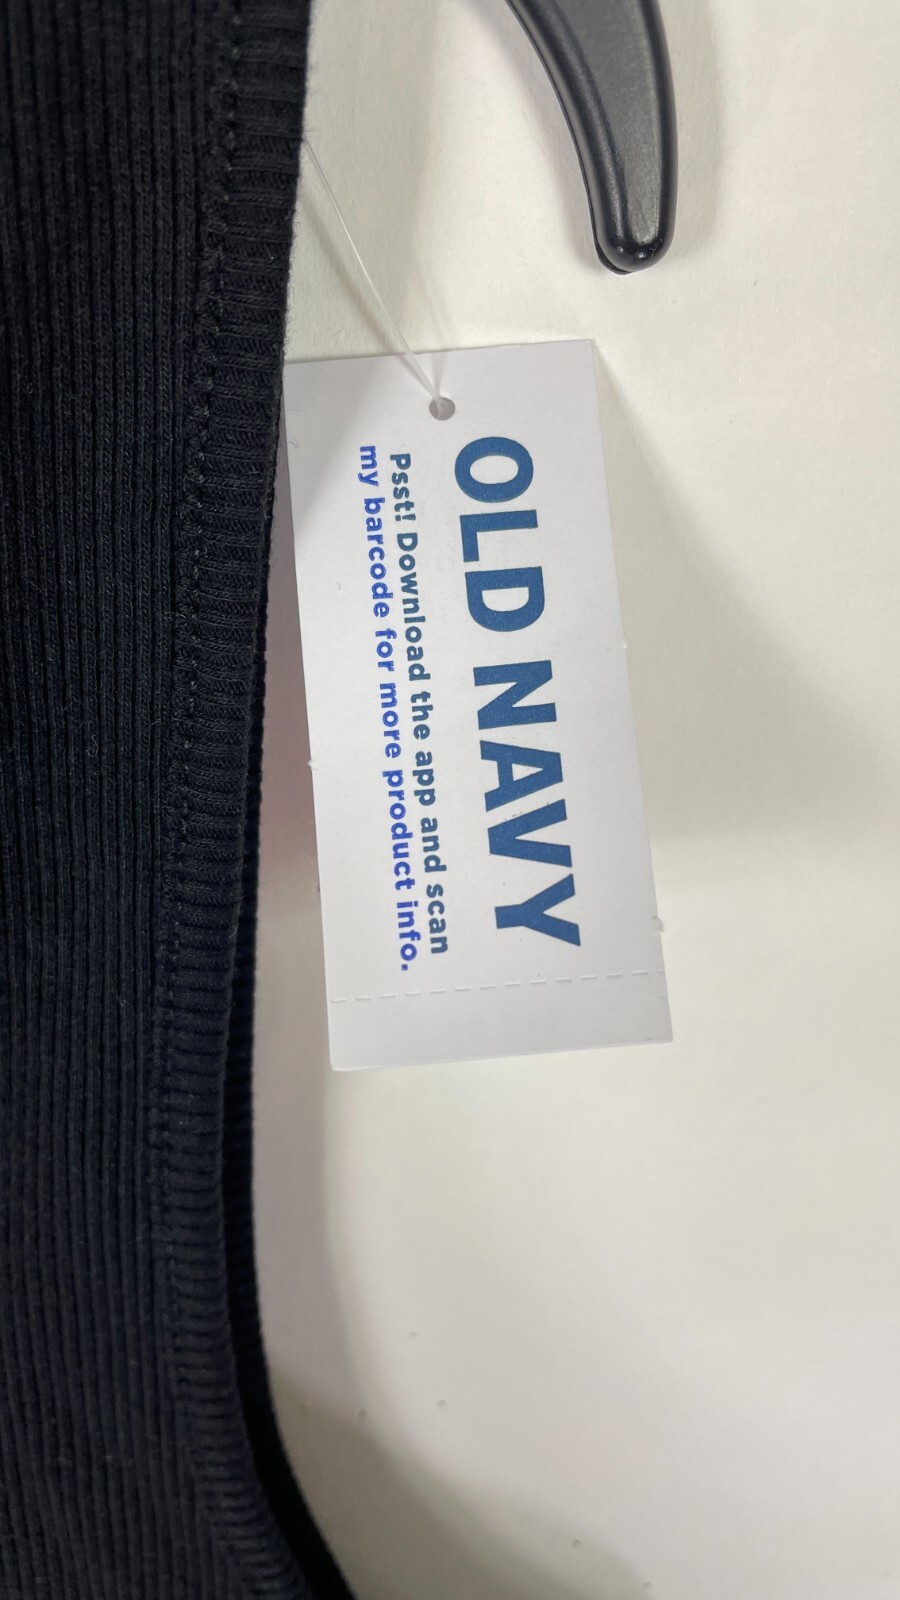 OLD NAVY
Psst! Download the app and scan
my barcode for more product info.